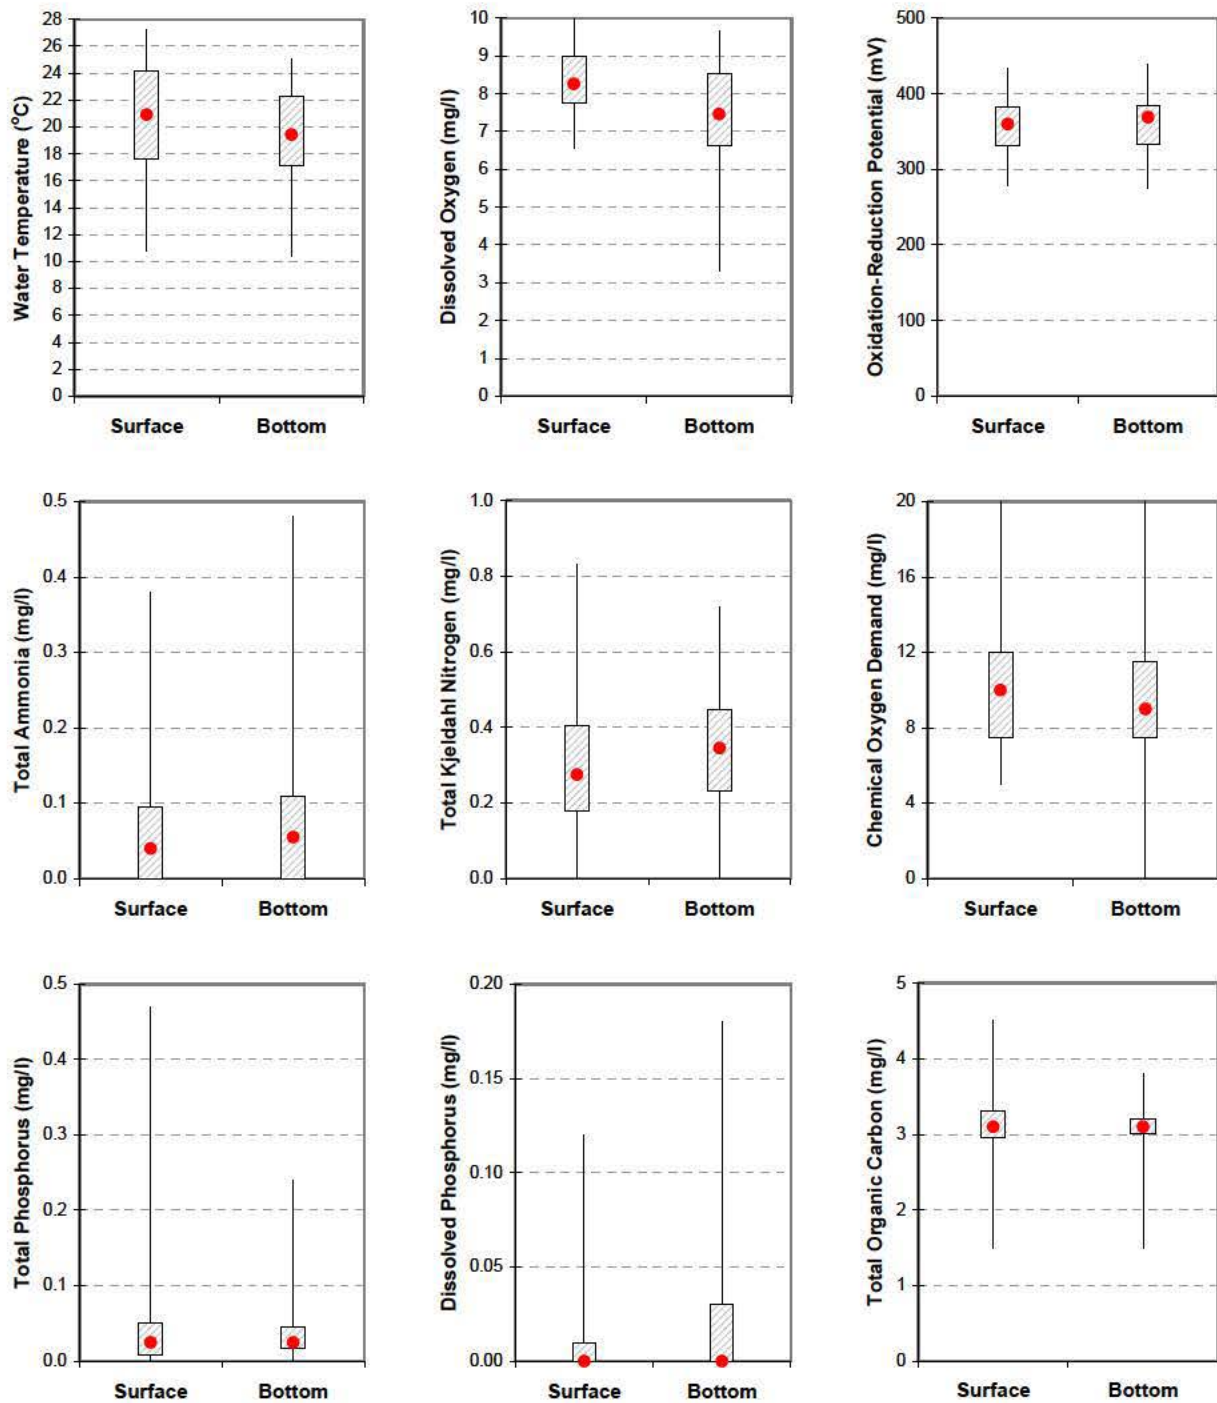 Water Temperature (°C)
28
26
24
22
20
18
16
14
12
10
8
6
4
2
0
Surface
Bottom
Dissolved Oxygen (mg/l)
10
9
8
7
6
5
4
3
2
1
0
Surface
Bottom
Oxidation-Reduction Potential (mV)
500
400
300
200
100
0
Surface
Bottom
Total Ammonia (mg/l)
0.5
0.4
0.3
0.2
0.1
0.0
Surface
Bottom
Total Kjeldahl Nitrogen (mg/l)
1.0
0.8
0.6
0.4
0.2
0.0
Surface
Bottom
Chemical Oxygen Demand (mg/l)
20
16
12
8
4
0
Surface
Bottom
Total Phosphorus (mg/l)
0.5
0.4
0.3
0.2
0.1
0.0
Surface
Bottom
Dissolved Phosphorus (mg/l)
0.20
0.15
0.10
0.05
0.00
Surface
Bottom
Total Organic Carbon (mg/l)
5
4
3
2
1
0
Surface
Bottom